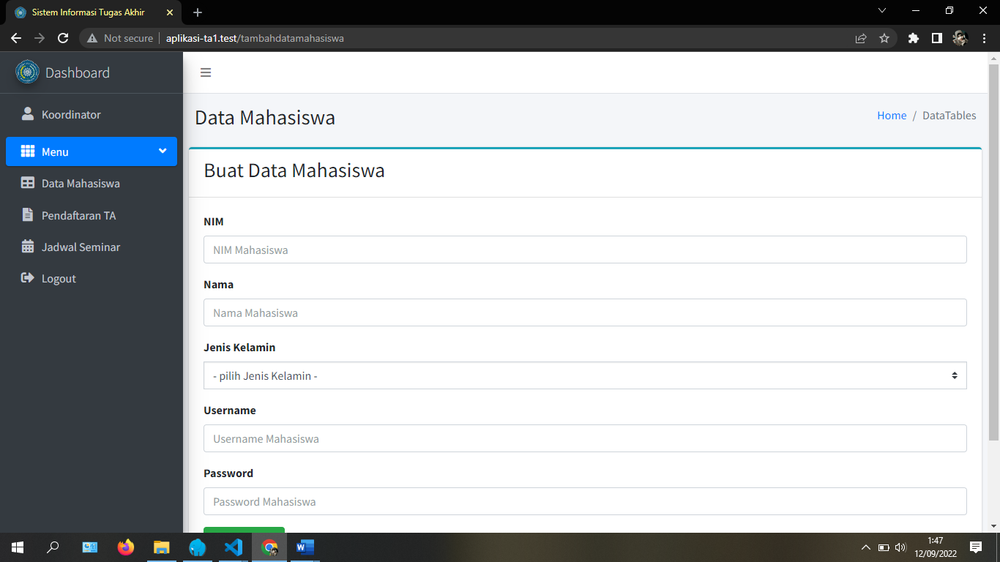 Sistem Informasi Tugas Akhir
Not secure
aplikasi-ta1.test/tambahdatamahasiswa
Dashboard
Koordinator
Menu
Data Mahasiswa
Pendaftaran TA
Jadwal Seminar
Logout
Data Mahasiswa
Home / DataTables
Buat Data Mahasiswa
NIM
NIM Mahasiswa
Nama
Nama Mahasiswa
Jenis Kelamin
- pilih Jenis Kelamin -
Username
Username Mahasiswa
Password
Password Mahasiswa
1:47
12/09/2022